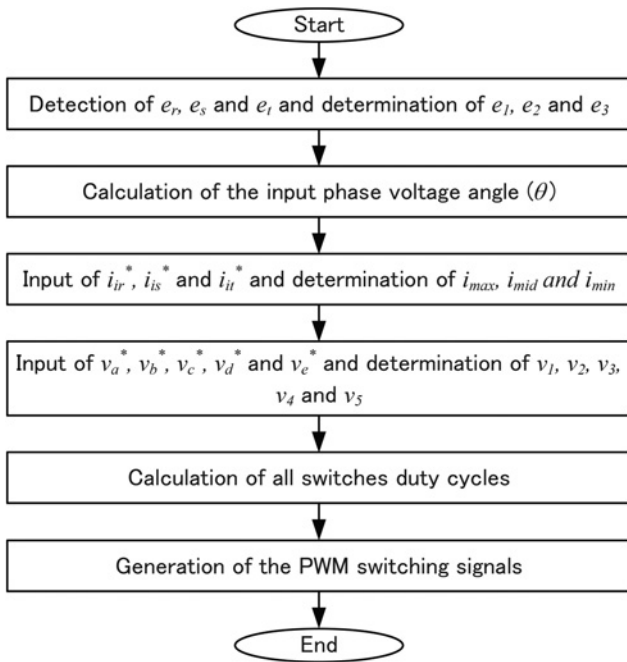 Start
Detection of e_r, e_s and e_t and determination of e_1, e_2 and e_3
Calculation of the input phase voltage angle (θ)
Input of i_ir*, i_is* and i_it* and determination of i_max, i_mid and i_min
Input of v_a*, v_b*, v_c*, v_d* and v_e* and determination of v_1, v_2, v_3,
v_4 and v_5
Calculation of all switches duty cycles
Generation of the PWM switching signals
End